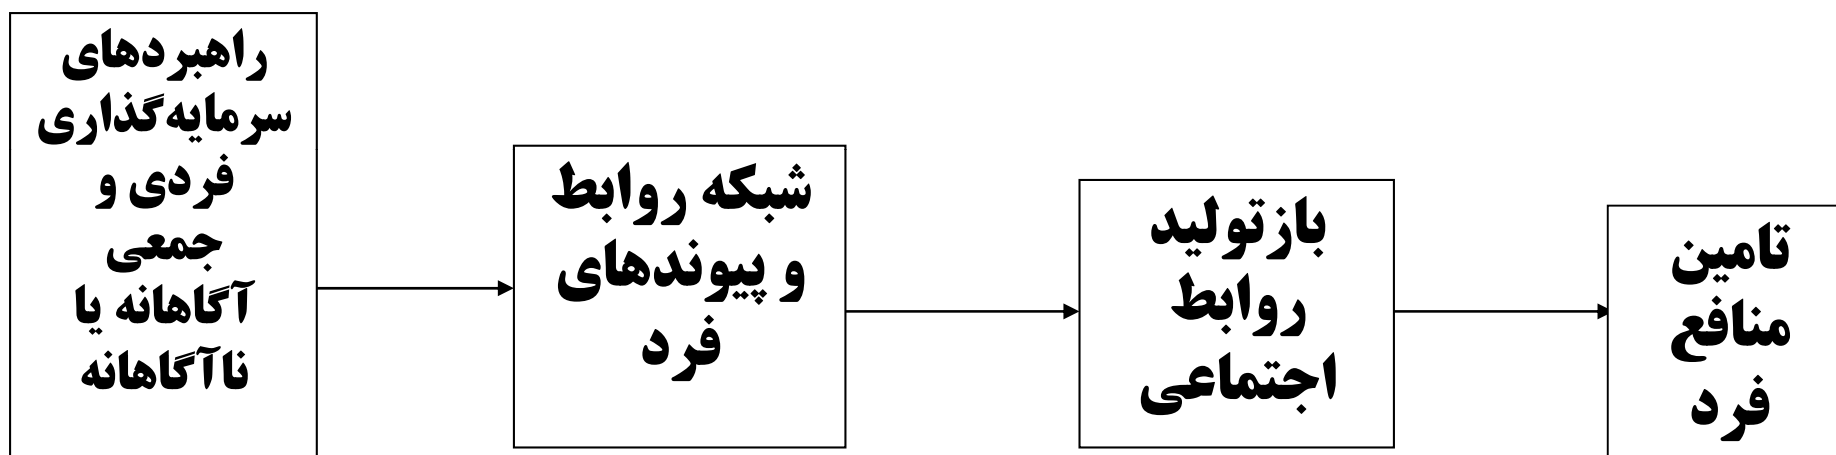 راهبردهای
سرمایه‌گذاری
فردی و
جمعی
آگاهانه یا
ناآگاهانه
شبکه روابط
و پیوندهای
فرد
بازتولید
روابط
اجتماعی
تامین
منافع
فرد